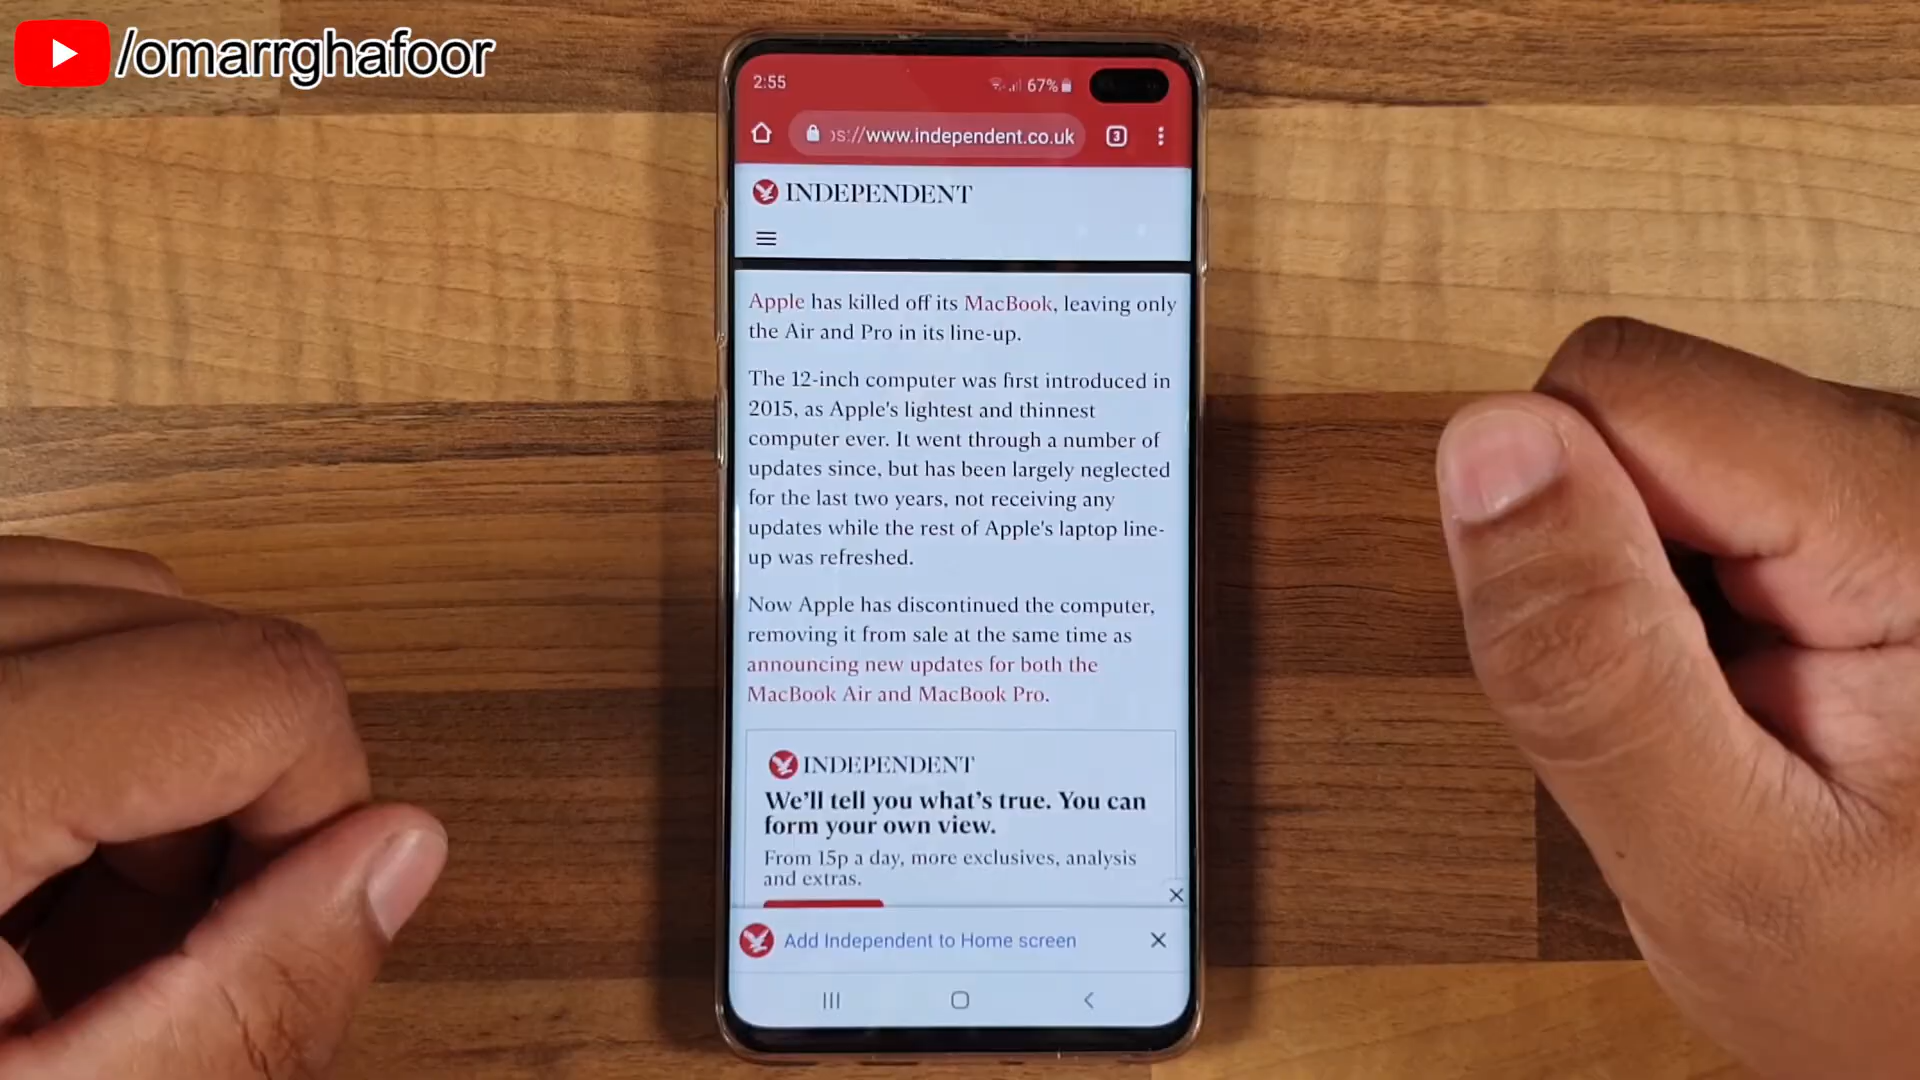 /omarrghafoor
2:55
67%
s://www.independent.co.uk
3
INDEPENDENT
Apple has killed off its MacBook, leaving only
the Air and Pro in its line-up.
The 12-inch computer was first introduced in
2015, as Apple's lightest and thinnest
computer ever. It went through a number of
updates since, but has been largely neglected
for the last two years, not receiving any
updates while the rest of Apple's laptop line-
up was refreshed.
Now Apple has discontinued the computer,
removing it from sale at the same time as
announcing new updates for both the
MacBook Air and MacBook Pro.
INDEPENDENT
We'll tell you what's true. You can
form your own view.
From 15p a day, more exclusives, analysis
and extras.
Add Independent to Home screen